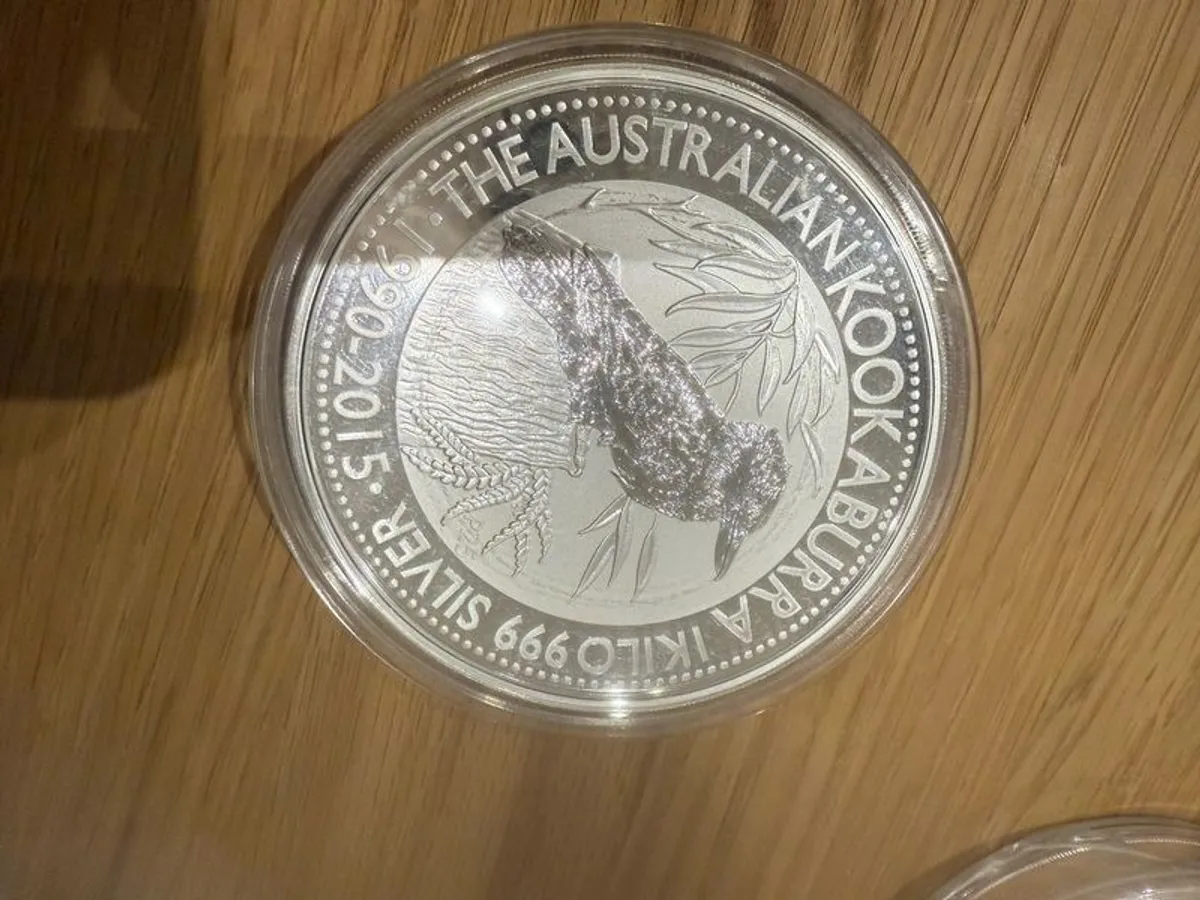 THE AUSTRALIAN KOOKABURRA 1 KILO 999 SILVER · 1990-2015 ·